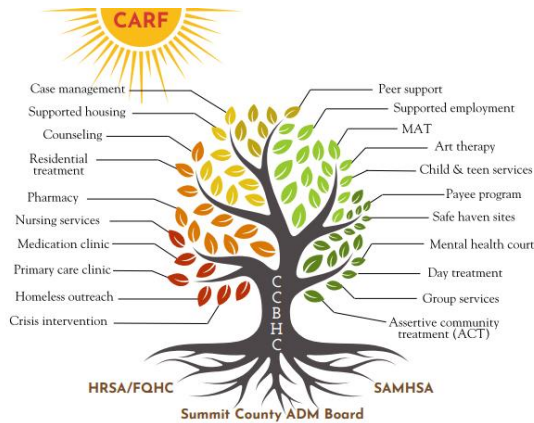 CARF
Case management
Supported housing
Counseling
Residential
treatment
Pharmacy
Nursing services
Medication clinic
Primary care clinic
Homeless outreach
Crisis intervention
Peer support
Supported employment
MAT
Art therapy
Child & teen services
Payee program
Safe haven sites
Mental health court
Day treatment
Group services
Assertive community
treatment (ACT)
CCBHC
HRSA/FQHC
SAMHSA
Summit County ADM Board